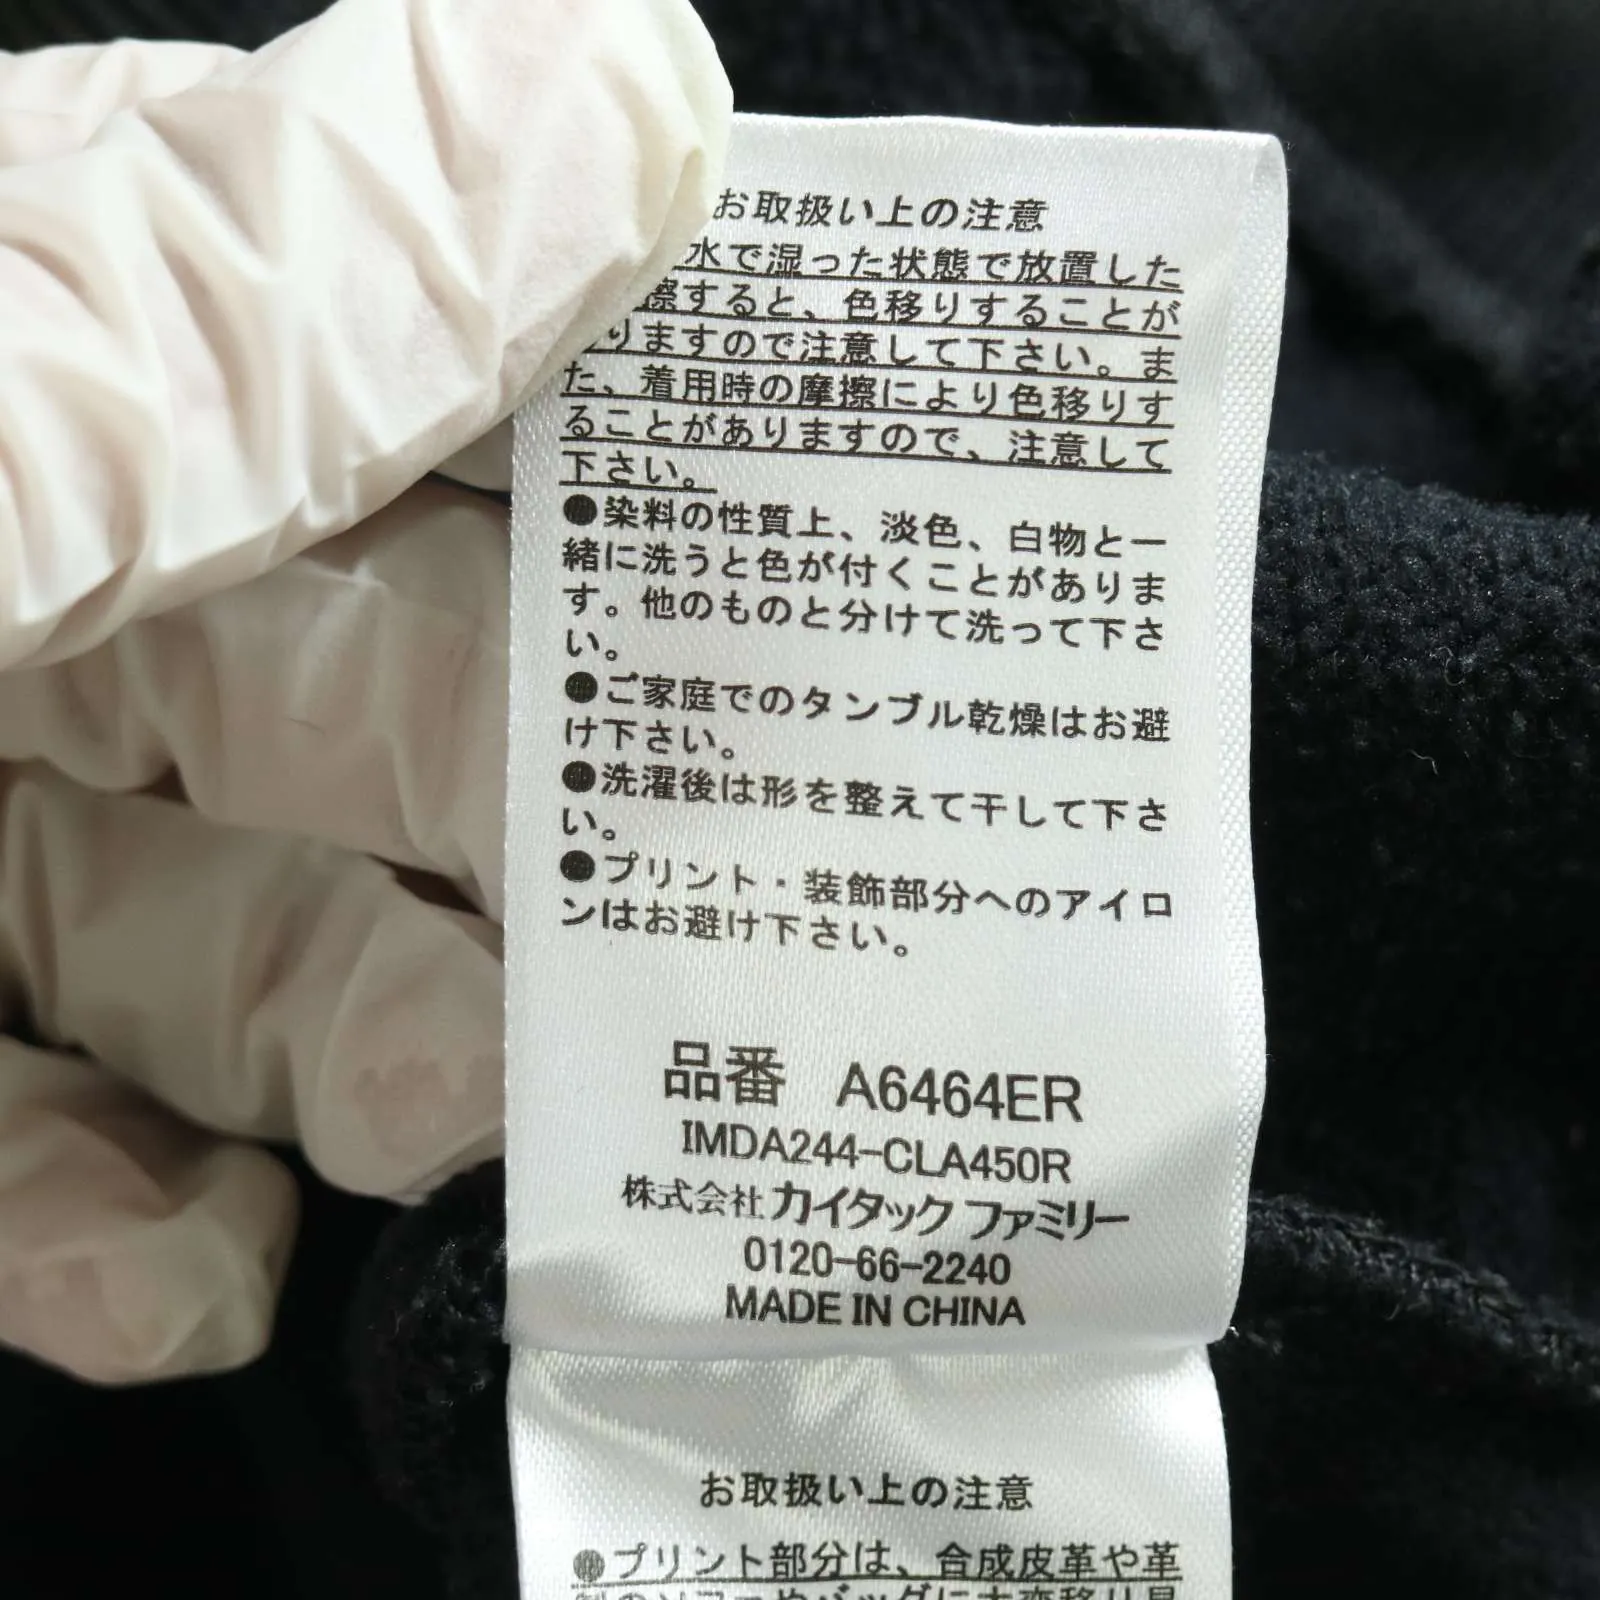 お取扱い上の注意
水で湿った状態で放置した
擦すると、色移りすることが
りますので注意して下さい。ま
た、着用時の摩擦により色移りす
ることがありますので、注意して
下さい。
●染料の性質上、淡色、白物と一
緒に洗うと色が付くことがありま
す。他のものと分けて洗って下さ
い。
●ご家庭でのタンブル乾燥はお避
け下さい。
●洗濯後は形を整えて干して下さ
い。
●プリント・装飾部分へのアイロ
ンはお避け下さい。
品番 A6464ER
IMDA244-CLA450R
株式会社カイタックファミリー
0120-66-2240
MADE IN CHINA
お取扱い上の注意
●プリント部分は、合成皮革や革